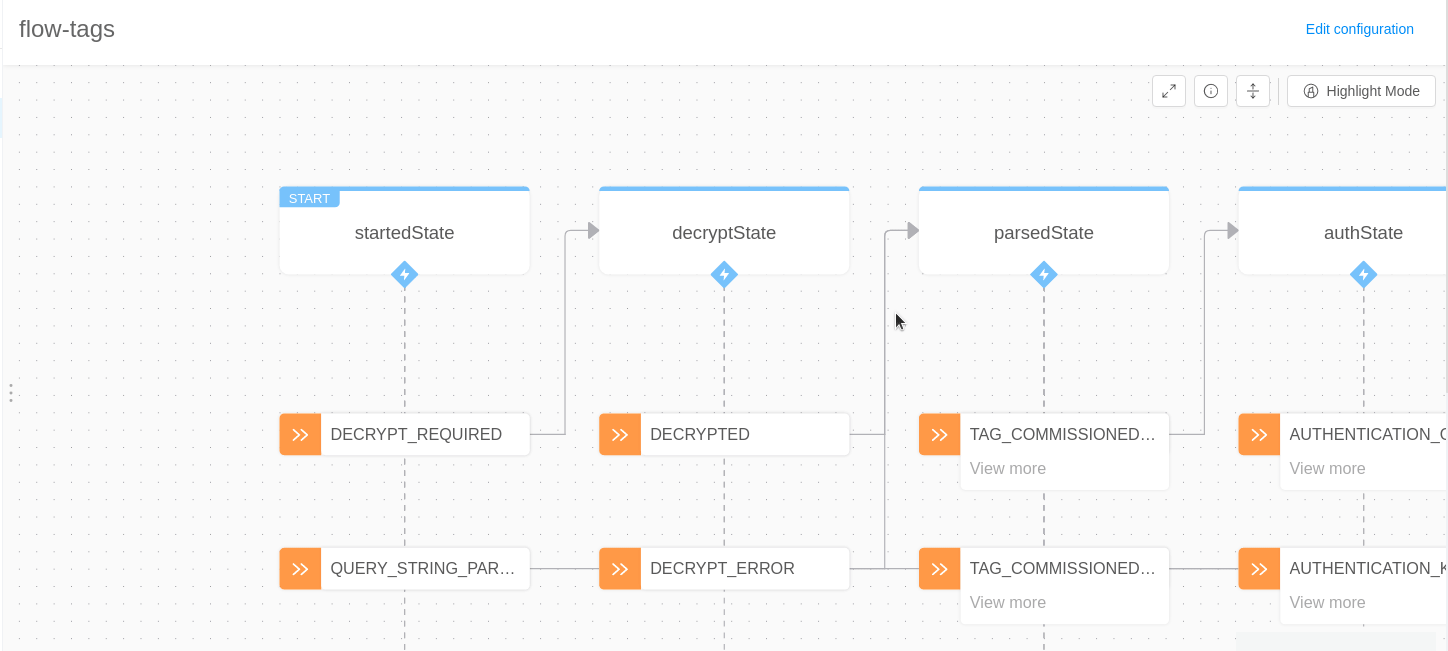 flow-tags
Edit configuration
Highlight Mode
START
startedState
decryptState
parsedState
authState
DECRYPT_REQUIRED
DECRYPTED
TAG_COMMISSIONED…
View more
AUTHENTICATION_
View more
QUERY_STRING_PAR…
DECRYPT_ERROR
TAG_COMMISSIONED…
View more
AUTHENTICATION_K
View more